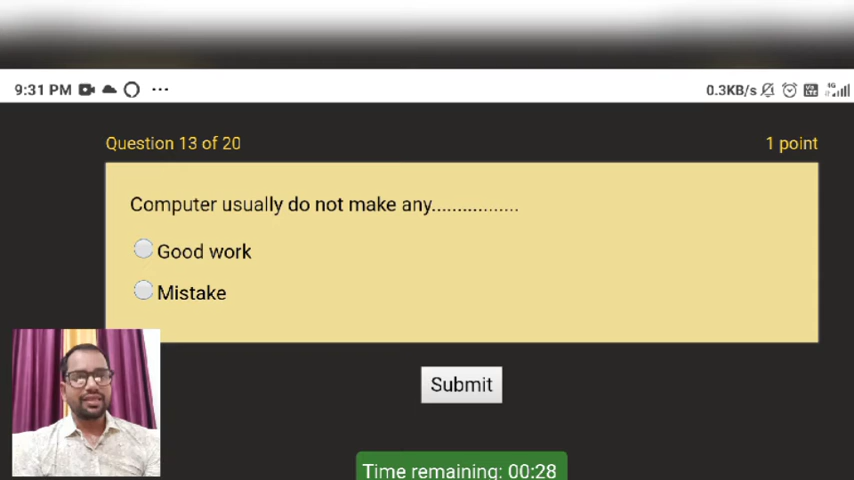 9:31 PM ... 0.3KB/s 4G
Question 13 of 20 1 point
Computer usually do not make any................
Good work
Mistake
Submit
Time remaining: 00:28